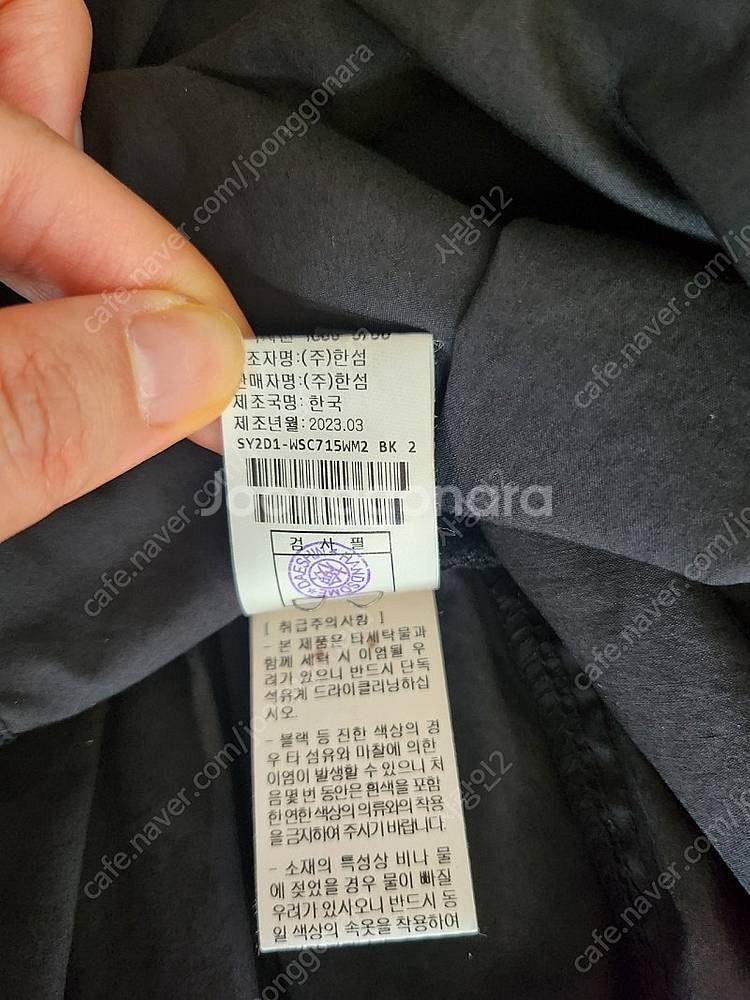 조자명:(주)한섬
판매자명:(주)한섬
제조국명: 한국
제조년월: 2023.03
SY2D1-WSC715WM2 BK 2
검 사 필
DAESHIN HANDSOME
[ 취급주의사항 ]
- 본 제품은 타세탁물과
함께 세탁 시 이염될 우
려가 있으니 반드시 단독
석유계 드라이클리닝하십
시오.
- 블랙 등 진한 색상의 경
우 타 섬유와 마찰에 의한
이염이 발생할 수 있으니 처
음 몇 번 동안은 흰색을 포함
한 연한 색상의 의류와의 착용
을 금지하여 주시기 바랍니다.
- 소재의 특성상 비나 물
에 젖었을 경우 물이 빠질
우려가 있사오니 반드시 동
일 색상의 속옷을 착용하여
Joonggonara
cafe.naver.com/joonggonara
사랑인2